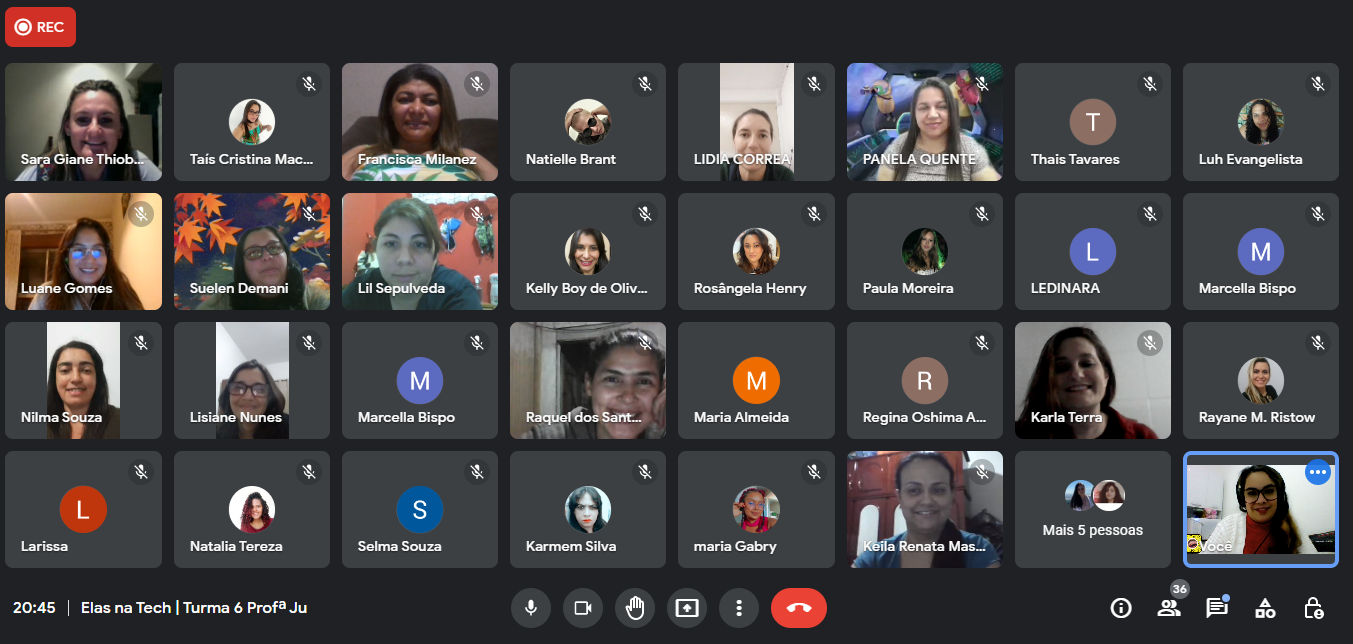 REC
Sara Giane Thiob...
Taís Cristina Mac...
Francisca Milanez
Natielle Brant
LIDIA CORREA
PANELA QUENTE
T
Thais Tavares
Luh Evangelista
Luane Gomes
Suelen Demani
Lil Sepulveda
Kelly Boy de Oliv...
Rosângela Henry
Paula Moreira
L
LEDINARA
M
Marcella Bispo
Nilma Souza
Lisiane Nunes
M
Marcella Bispo
Raquel dos Sant...
M
Maria Almeida
R
Regina Oshima A...
Karla Terra
Rayane M. Ristow
L
Larissa
Natalia Tereza
S
Selma Souza
Karmem Silva
maria Gabry
Keila Renata Mas...
Mais 5 pessoas
Você
20:45 | Elas na Tech | Turma 6 Profª Ju
36